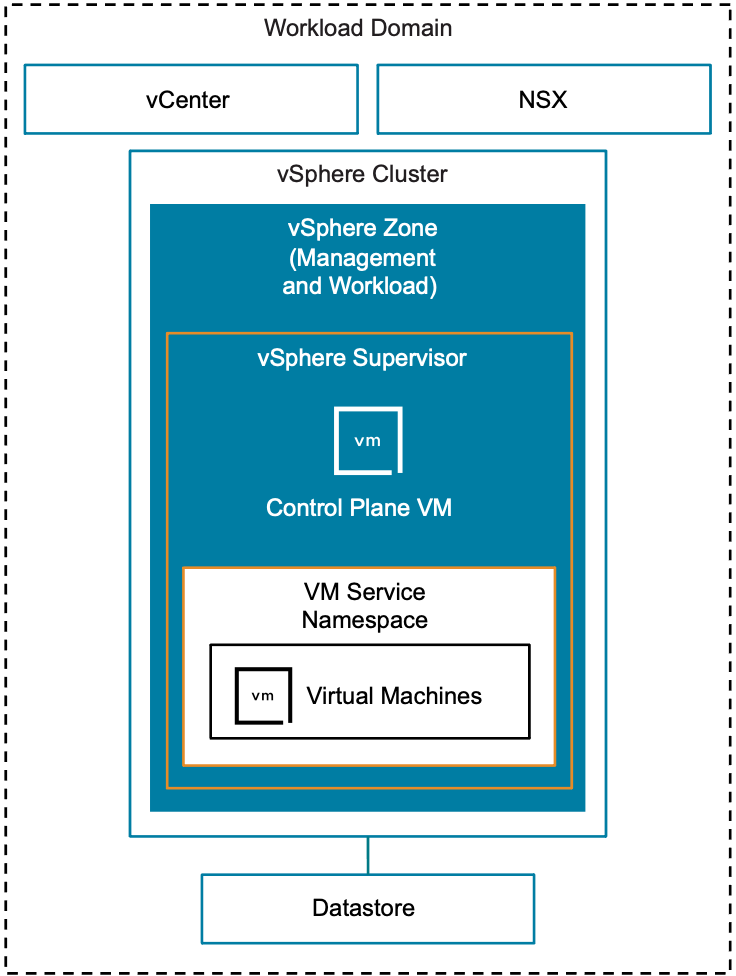 Workload Domain
vCenter
NSX
vSphere Cluster
vSphere Zone
(Management
and Workload)
vSphere Supervisor
vm
Control Plane VM
VM Service
Namespace
vm
Virtual Machines
Datastore